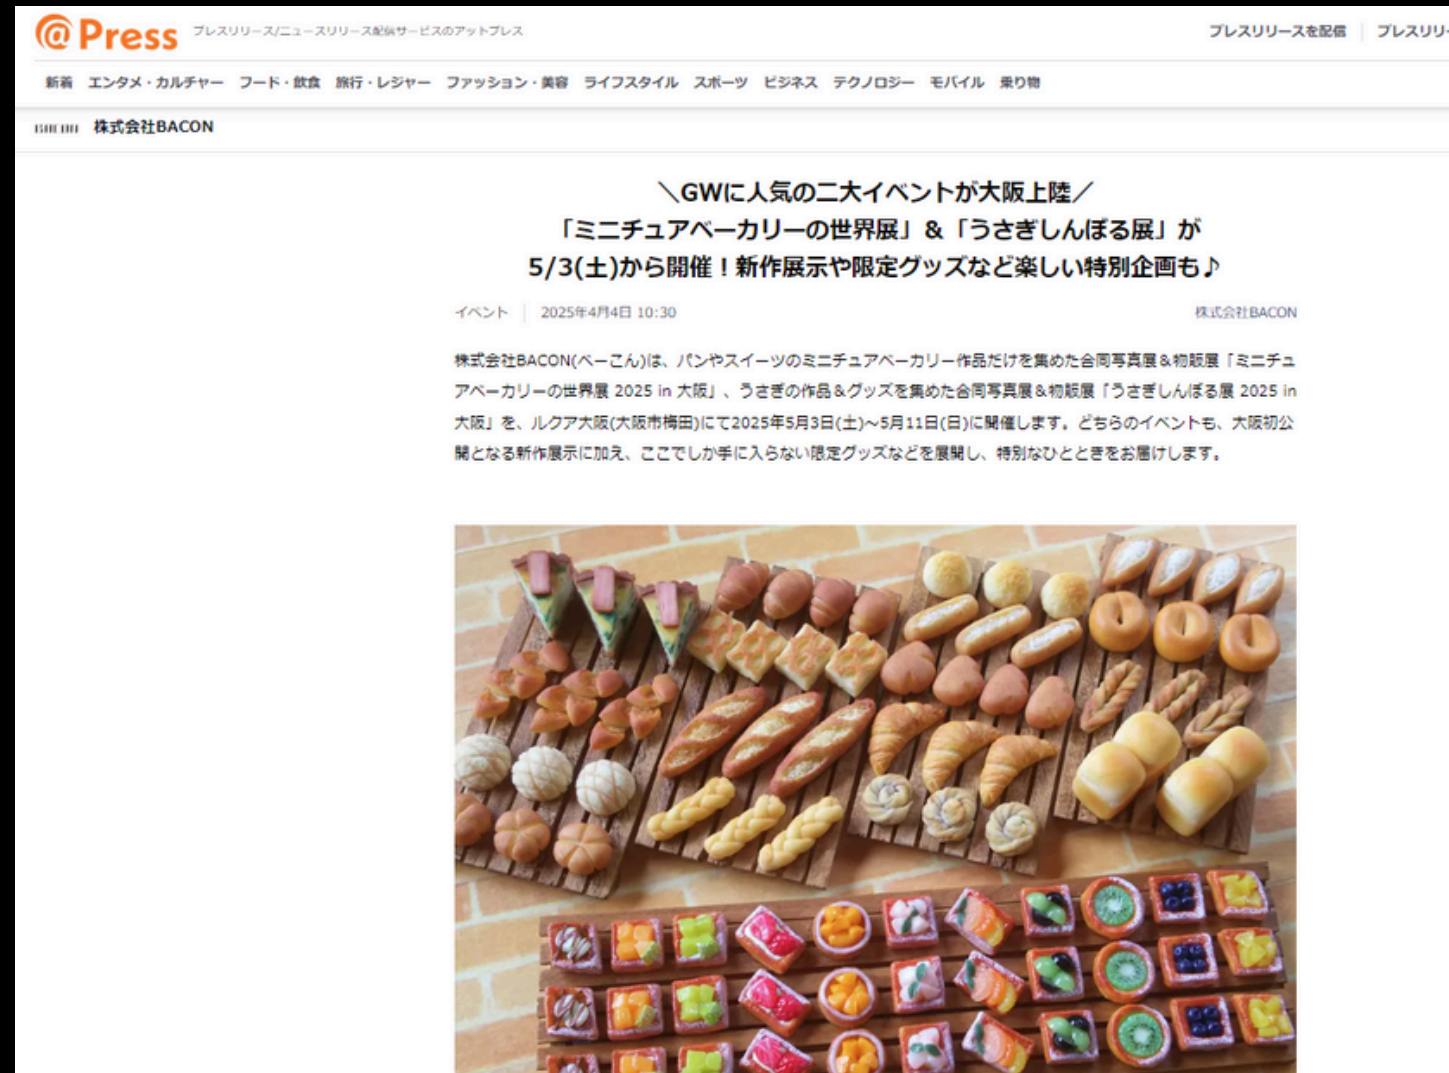 @Press プレスリリース/ニュースリリース配信サービスのアットプレス
プレスリリースを配信 プレスリリー
新着 エンタメ・カルチャー フード・飲食 旅行・レジャー ファッション・美容 ライフスタイル スポーツ ビジネス テクノロジー モバイル 乗り物
BACON 株式会社BACON
＼GWに人気の二大イベントが大阪上陸／
「ミニチュアベーカリーの世界展」＆「うさぎしんぼる展」が
5/3(土)から開催！新作展示や限定グッズなど楽しい特別企画も♪
イベント 2025年4月4日 10:30 株式会社BACON
株式会社BACON(べーこん)は、パンやスイーツのミニチュアベーカリー作品だけを集めた合同写真展＆物販展「ミニチュ
アベーカリーの世界展 2025 in 大阪」、うさぎの作品＆グッズを集めた合同写真展＆物販展「うさぎしんぼる展 2025 in
大阪」を、ルクア大阪(大阪市梅田)にて2025年5月3日(土)～5月11日(日)に開催します。どちらのイベントも、大阪初公
開となる新作展示に加え、ここでしか手に入らない限定グッズなどを展開し、特別なひとときをお届けします。